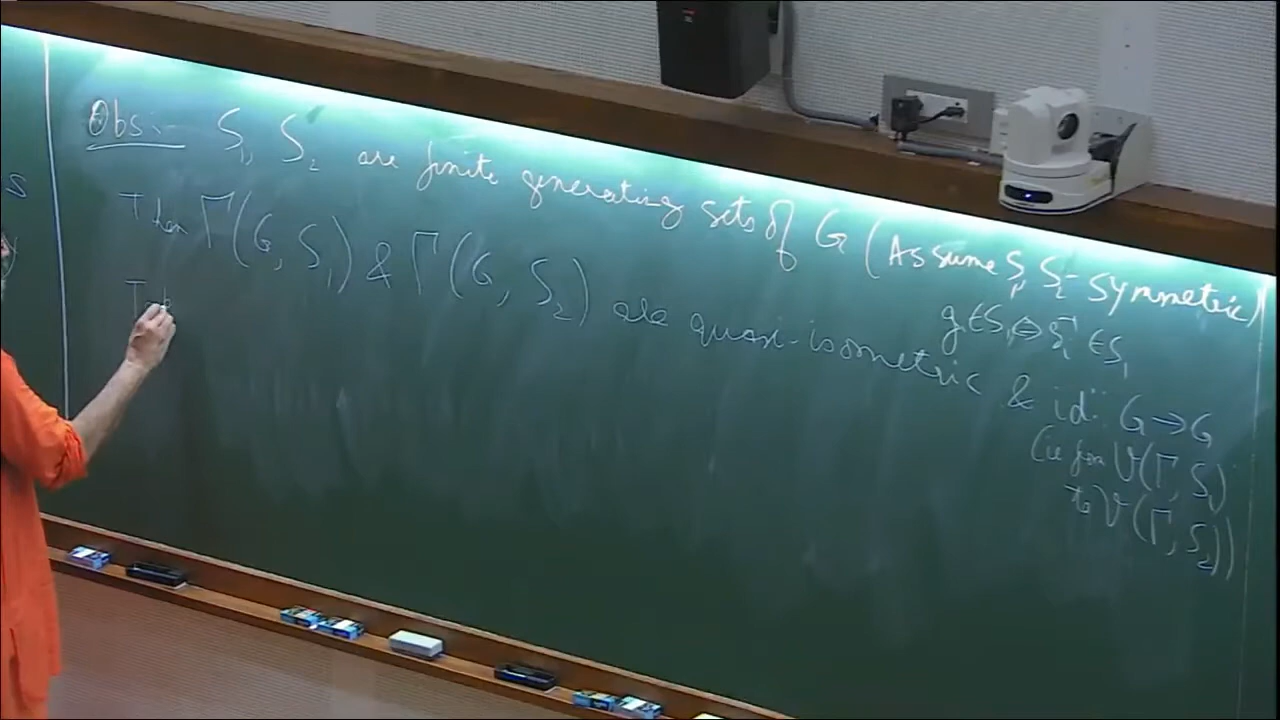 Obs:- S₁, S₂ are finite generating sets of G (Assume S₁, S₂ - symmetric)
g ∈ S₁ ⇔ g⁻¹ ∈ S₁
Then Γ(G, S₁) & Γ(G, S₂) are quasi-isometric & id: G → G
(ie from V(Γ, S₁)
to V(Γ, S₂))
S